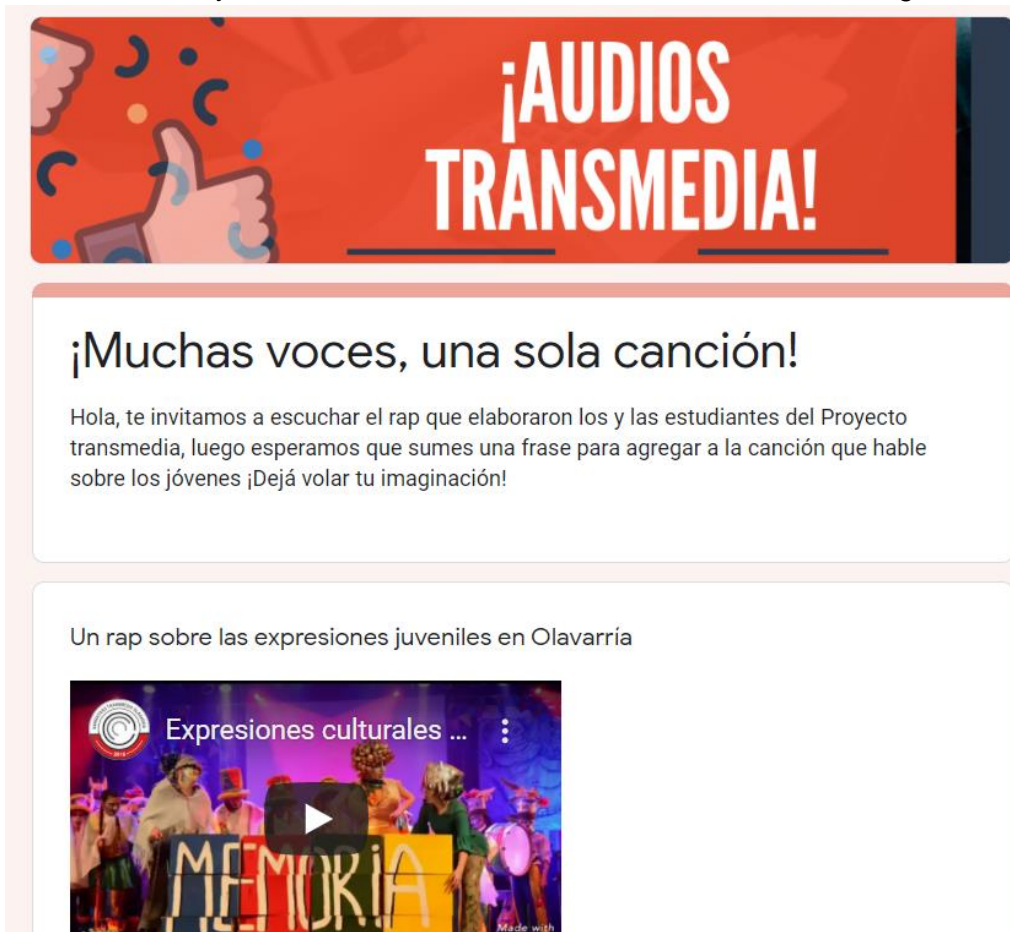 ¡AUDIOS
TRANSMEDIA!
¡Muchas voces, una sola canción!
Hola, te invitamos a escuchar el rap que elaboraron los y las estudiantes del Proyecto
transmedia, luego esperamos que sumes una frase para agregar a la canción que hable
sobre los jóvenes ¡Dejá volar tu imaginación!
Un rap sobre las expresiones juveniles en Olavarría
Expresiones culturales ...
MEMORiA
Made with